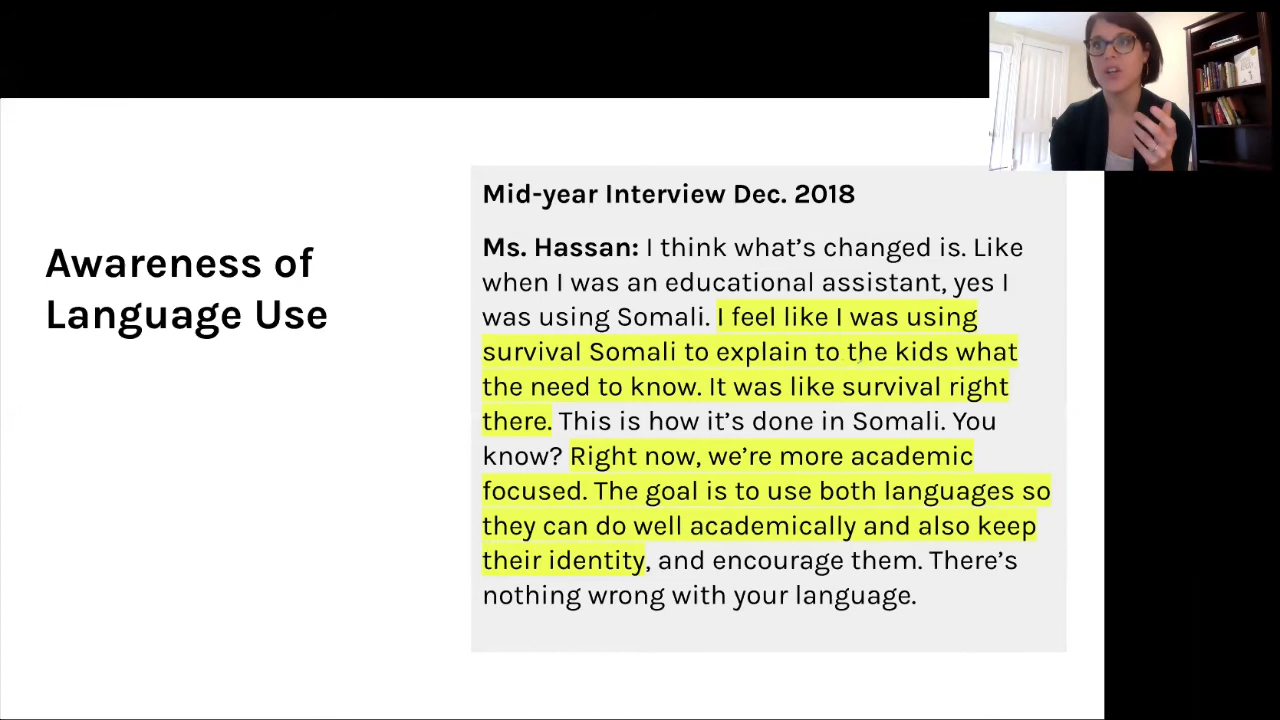 Awareness of
Language Use
Mid-year Interview Dec. 2018
Ms. Hassan: I think what’s changed is. Like
when I was an educational assistant, yes I
was using Somali. I feel like I was using
survival Somali to explain to the kids what
the need to know. It was like survival right
there. This is how it’s done in Somali. You
know? Right now, we’re more academic
focused. The goal is to use both languages so
they can do well academically and also keep
their identity, and encourage them. There’s
nothing wrong with your language.